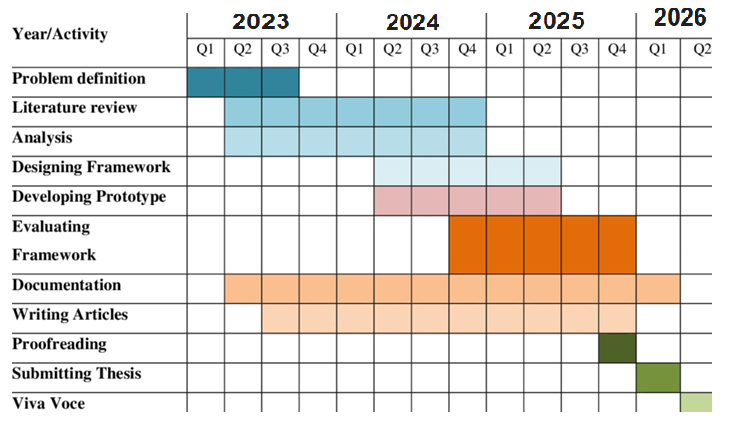 2023 2024 2025 2026
Year/Activity
Q1 Q2 Q3 Q4 Q1 Q2 Q3 Q4 Q1 Q2 Q3 Q4 Q1 Q2
Problem definition
Literature review
Analysis
Designing Framework
Developing Prototype
Evaluating
Framework
Documentation
Writing Articles
Proofreading
Submitting Thesis
Viva Voce